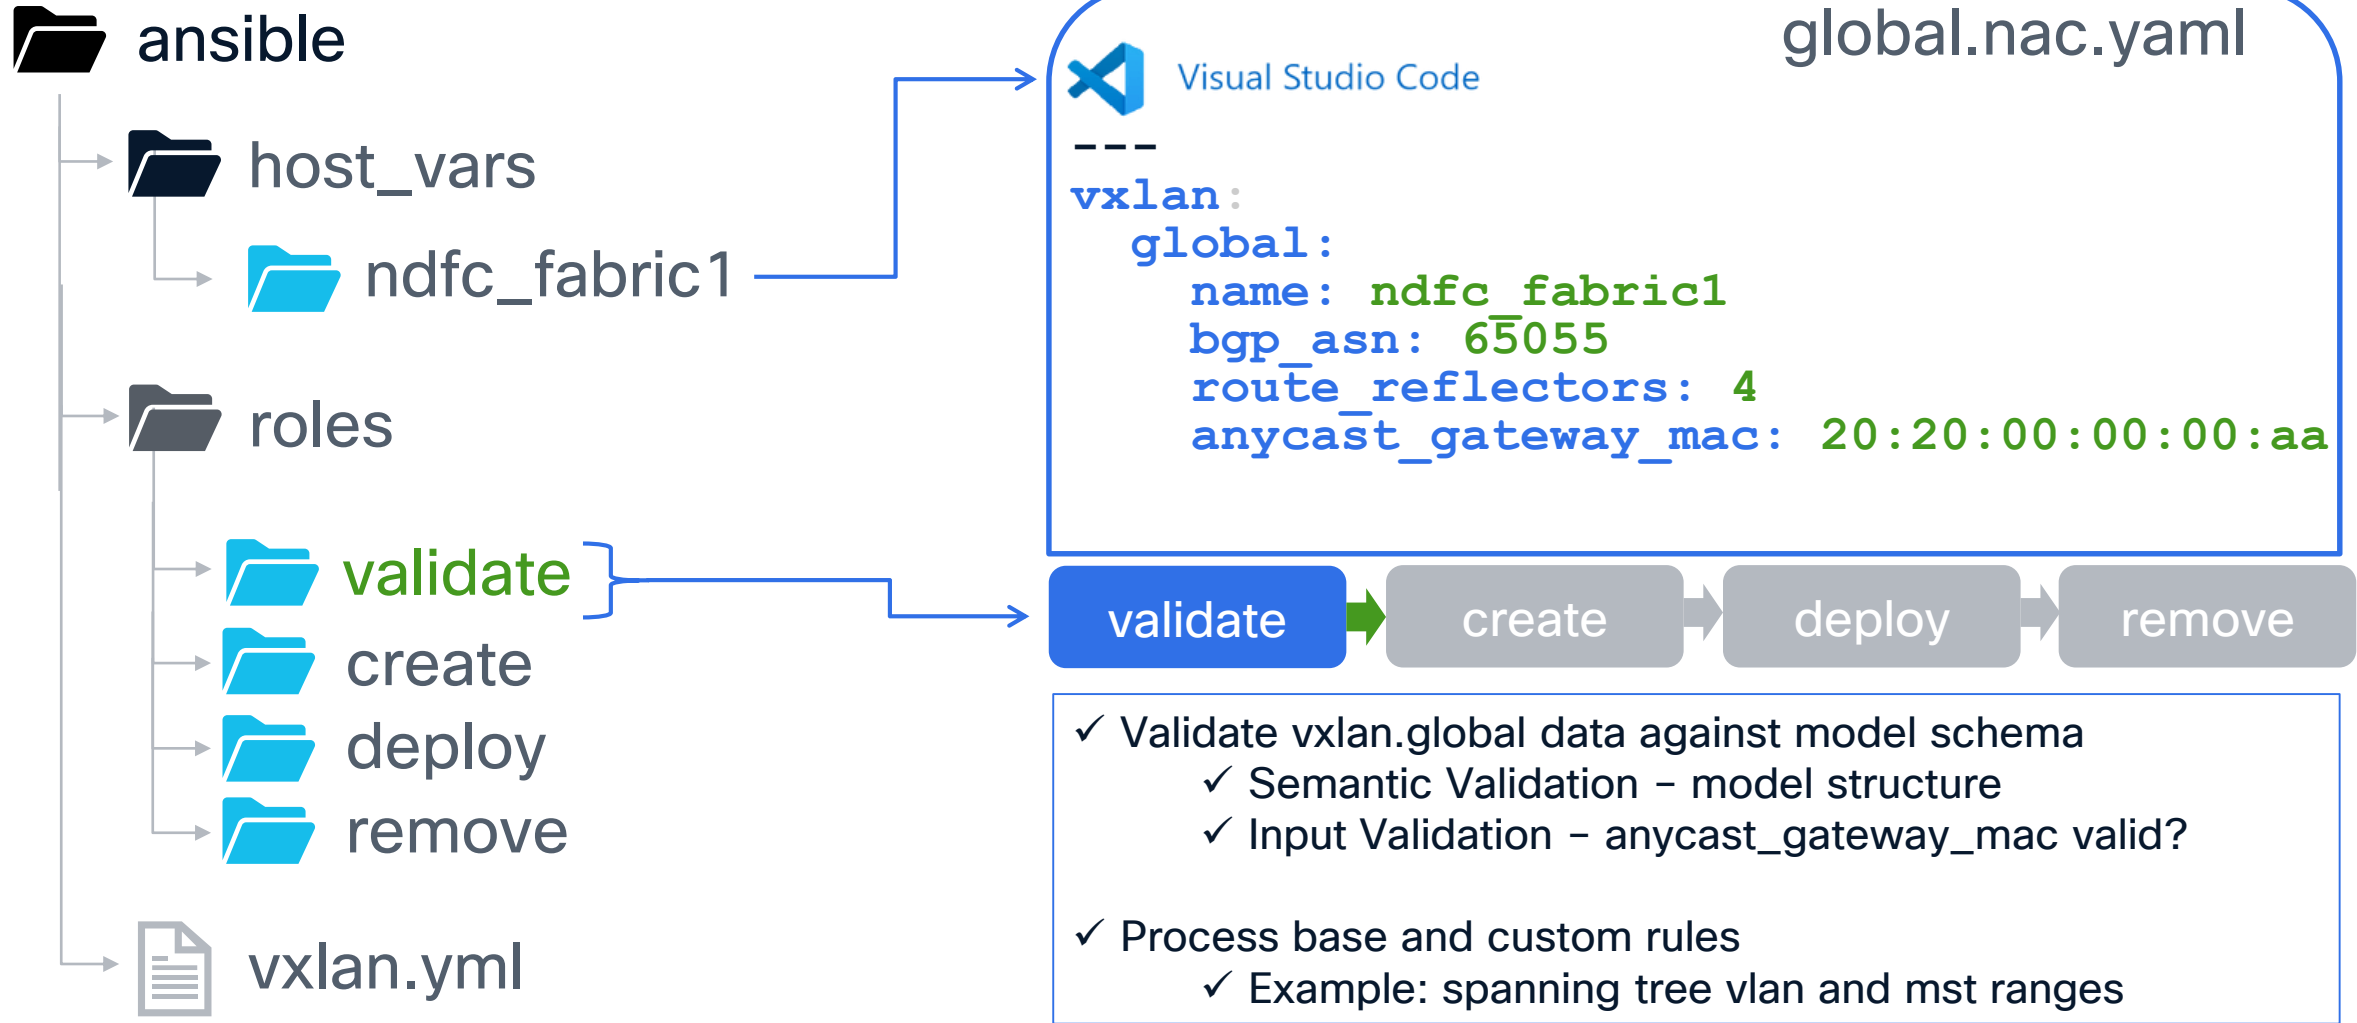 ansible
host_vars
ndfc_fabric1
roles
validate
create
deploy
remove
vxlan.yml
global.nac.yaml
Visual Studio Code
---
vxlan:
global:
name: ndfc_fabric1
bgp_asn: 65055
route_reflectors: 4
anycast_gateway_mac: 20:20:00:00:00:aa
validate
create
deploy
remove
✓ Validate vxlan.global data against model schema
✓ Semantic Validation – model structure
✓ Input Validation – anycast_gateway_mac valid?
✓ Process base and custom rules
✓ Example: spanning tree vlan and mst ranges